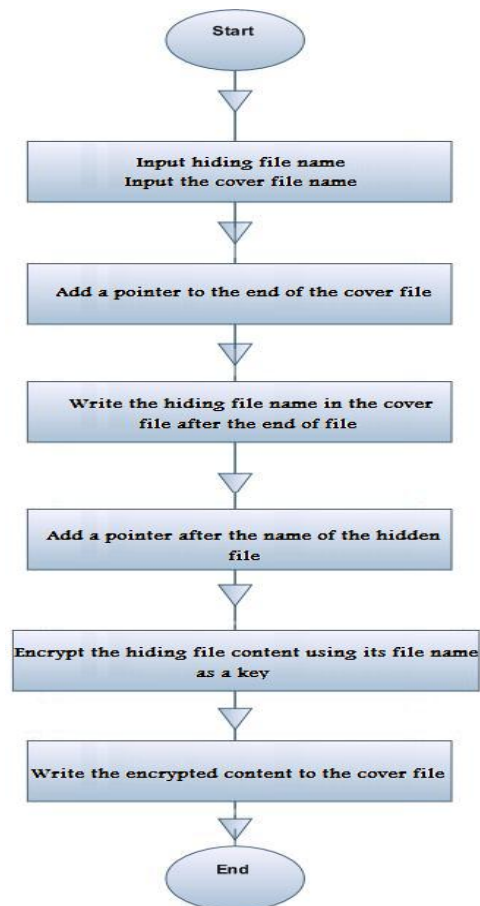 Start
Input hiding file name
Input the cover file name
Add a pointer to the end of the cover file
Write the hiding file name in the cover
file after the end of file
Add a pointer after the name of the hidden
file
Encrypt the hiding file content using its file name
as a key
Write the encrypted content to the cover file
End